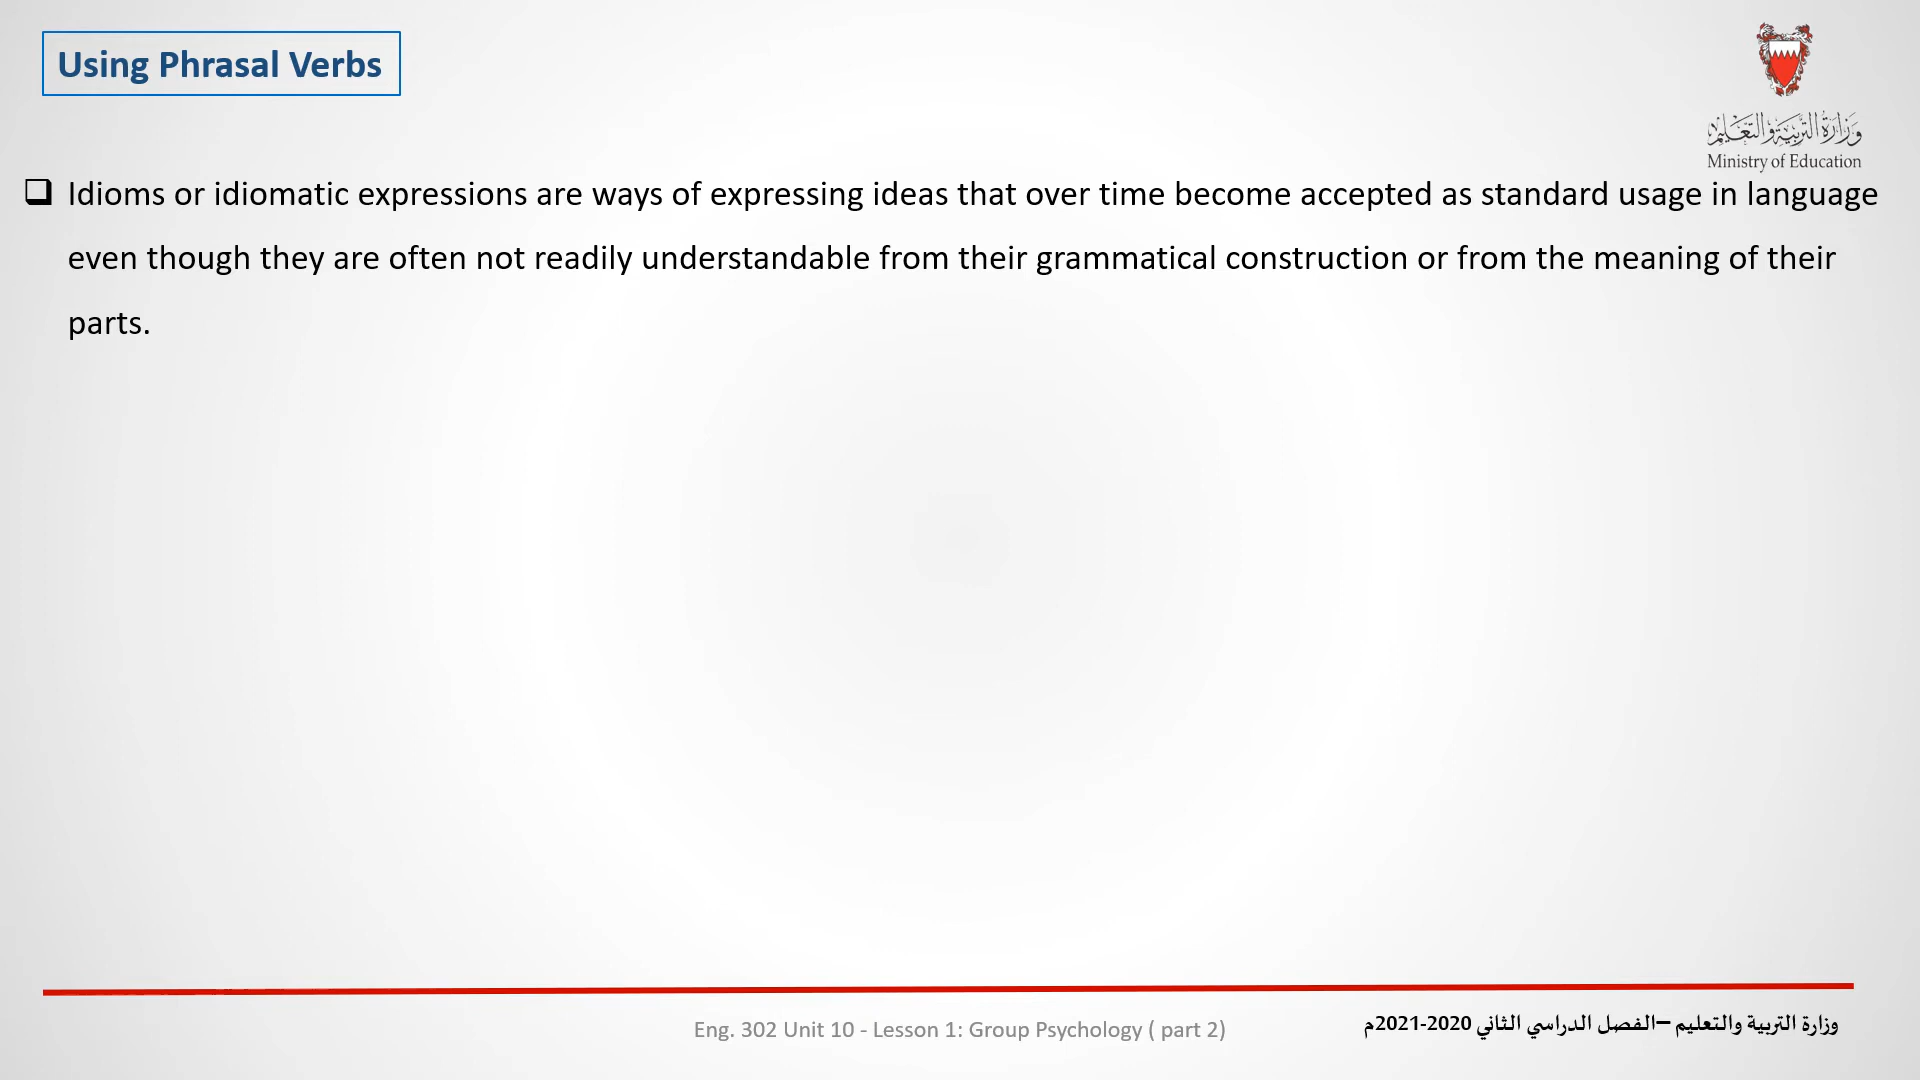 Using Phrasal Verbs
وزارة التربية والتعليم
Ministry of Education
❑ Idioms or idiomatic expressions are ways of expressing ideas that over time become accepted as standard usage in language
even though they are often not readily understandable from their grammatical construction or from the meaning of their
parts.
Eng. 302 Unit 10 - Lesson 1: Group Psychology ( part 2)
وزارة التربية والتعليم –الفصل الدراسي الثاني 2020-2021م